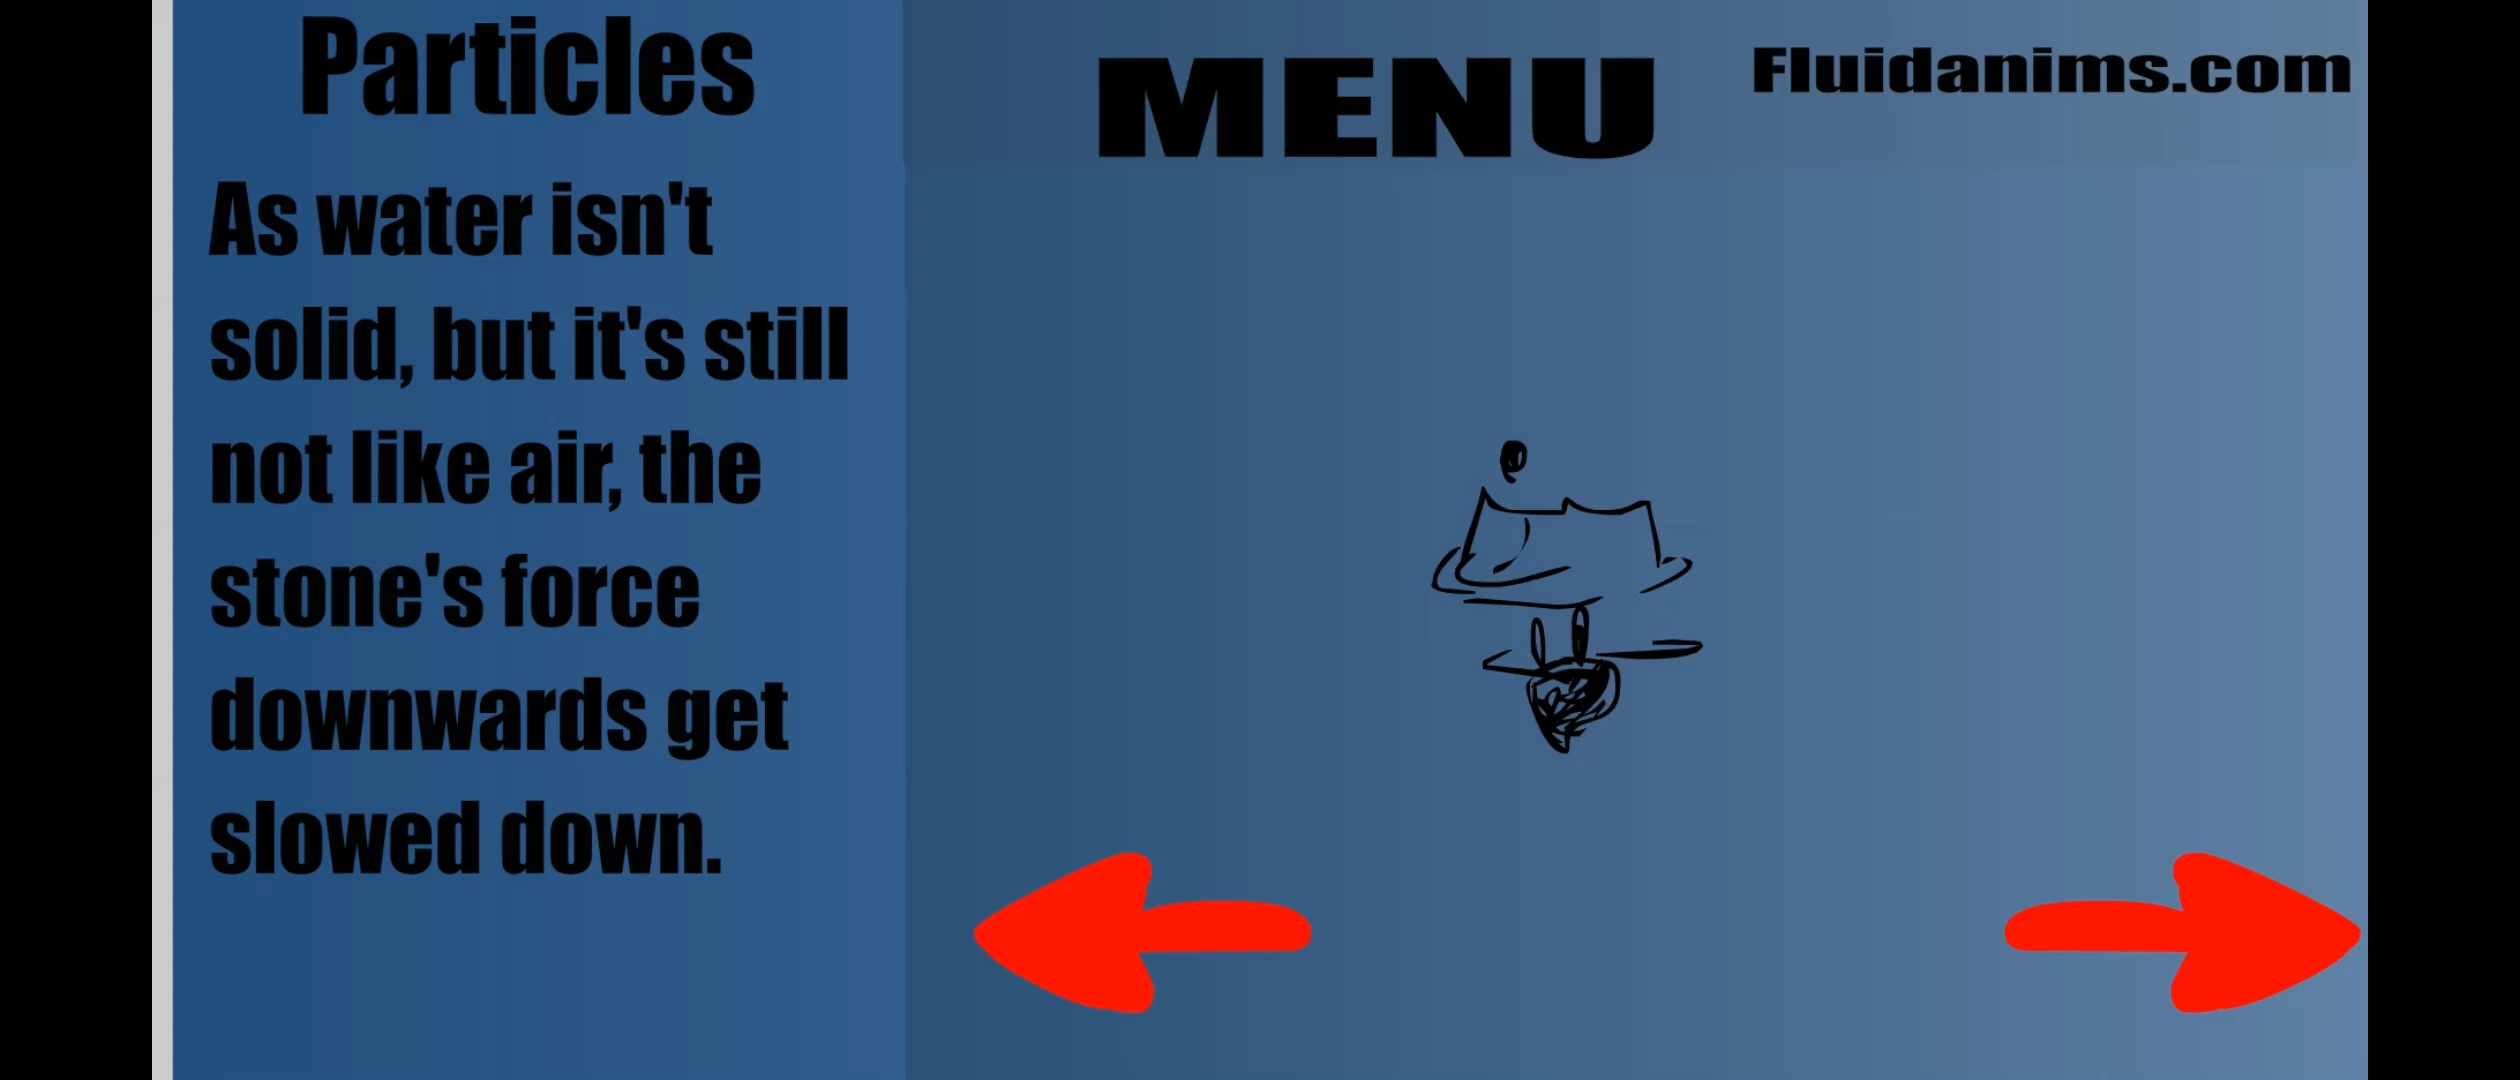 Particles
As water isn't
solid, but it's still
not like air, the
stone's force
downwards get
slowed down.
MENU
Fluidanims.com